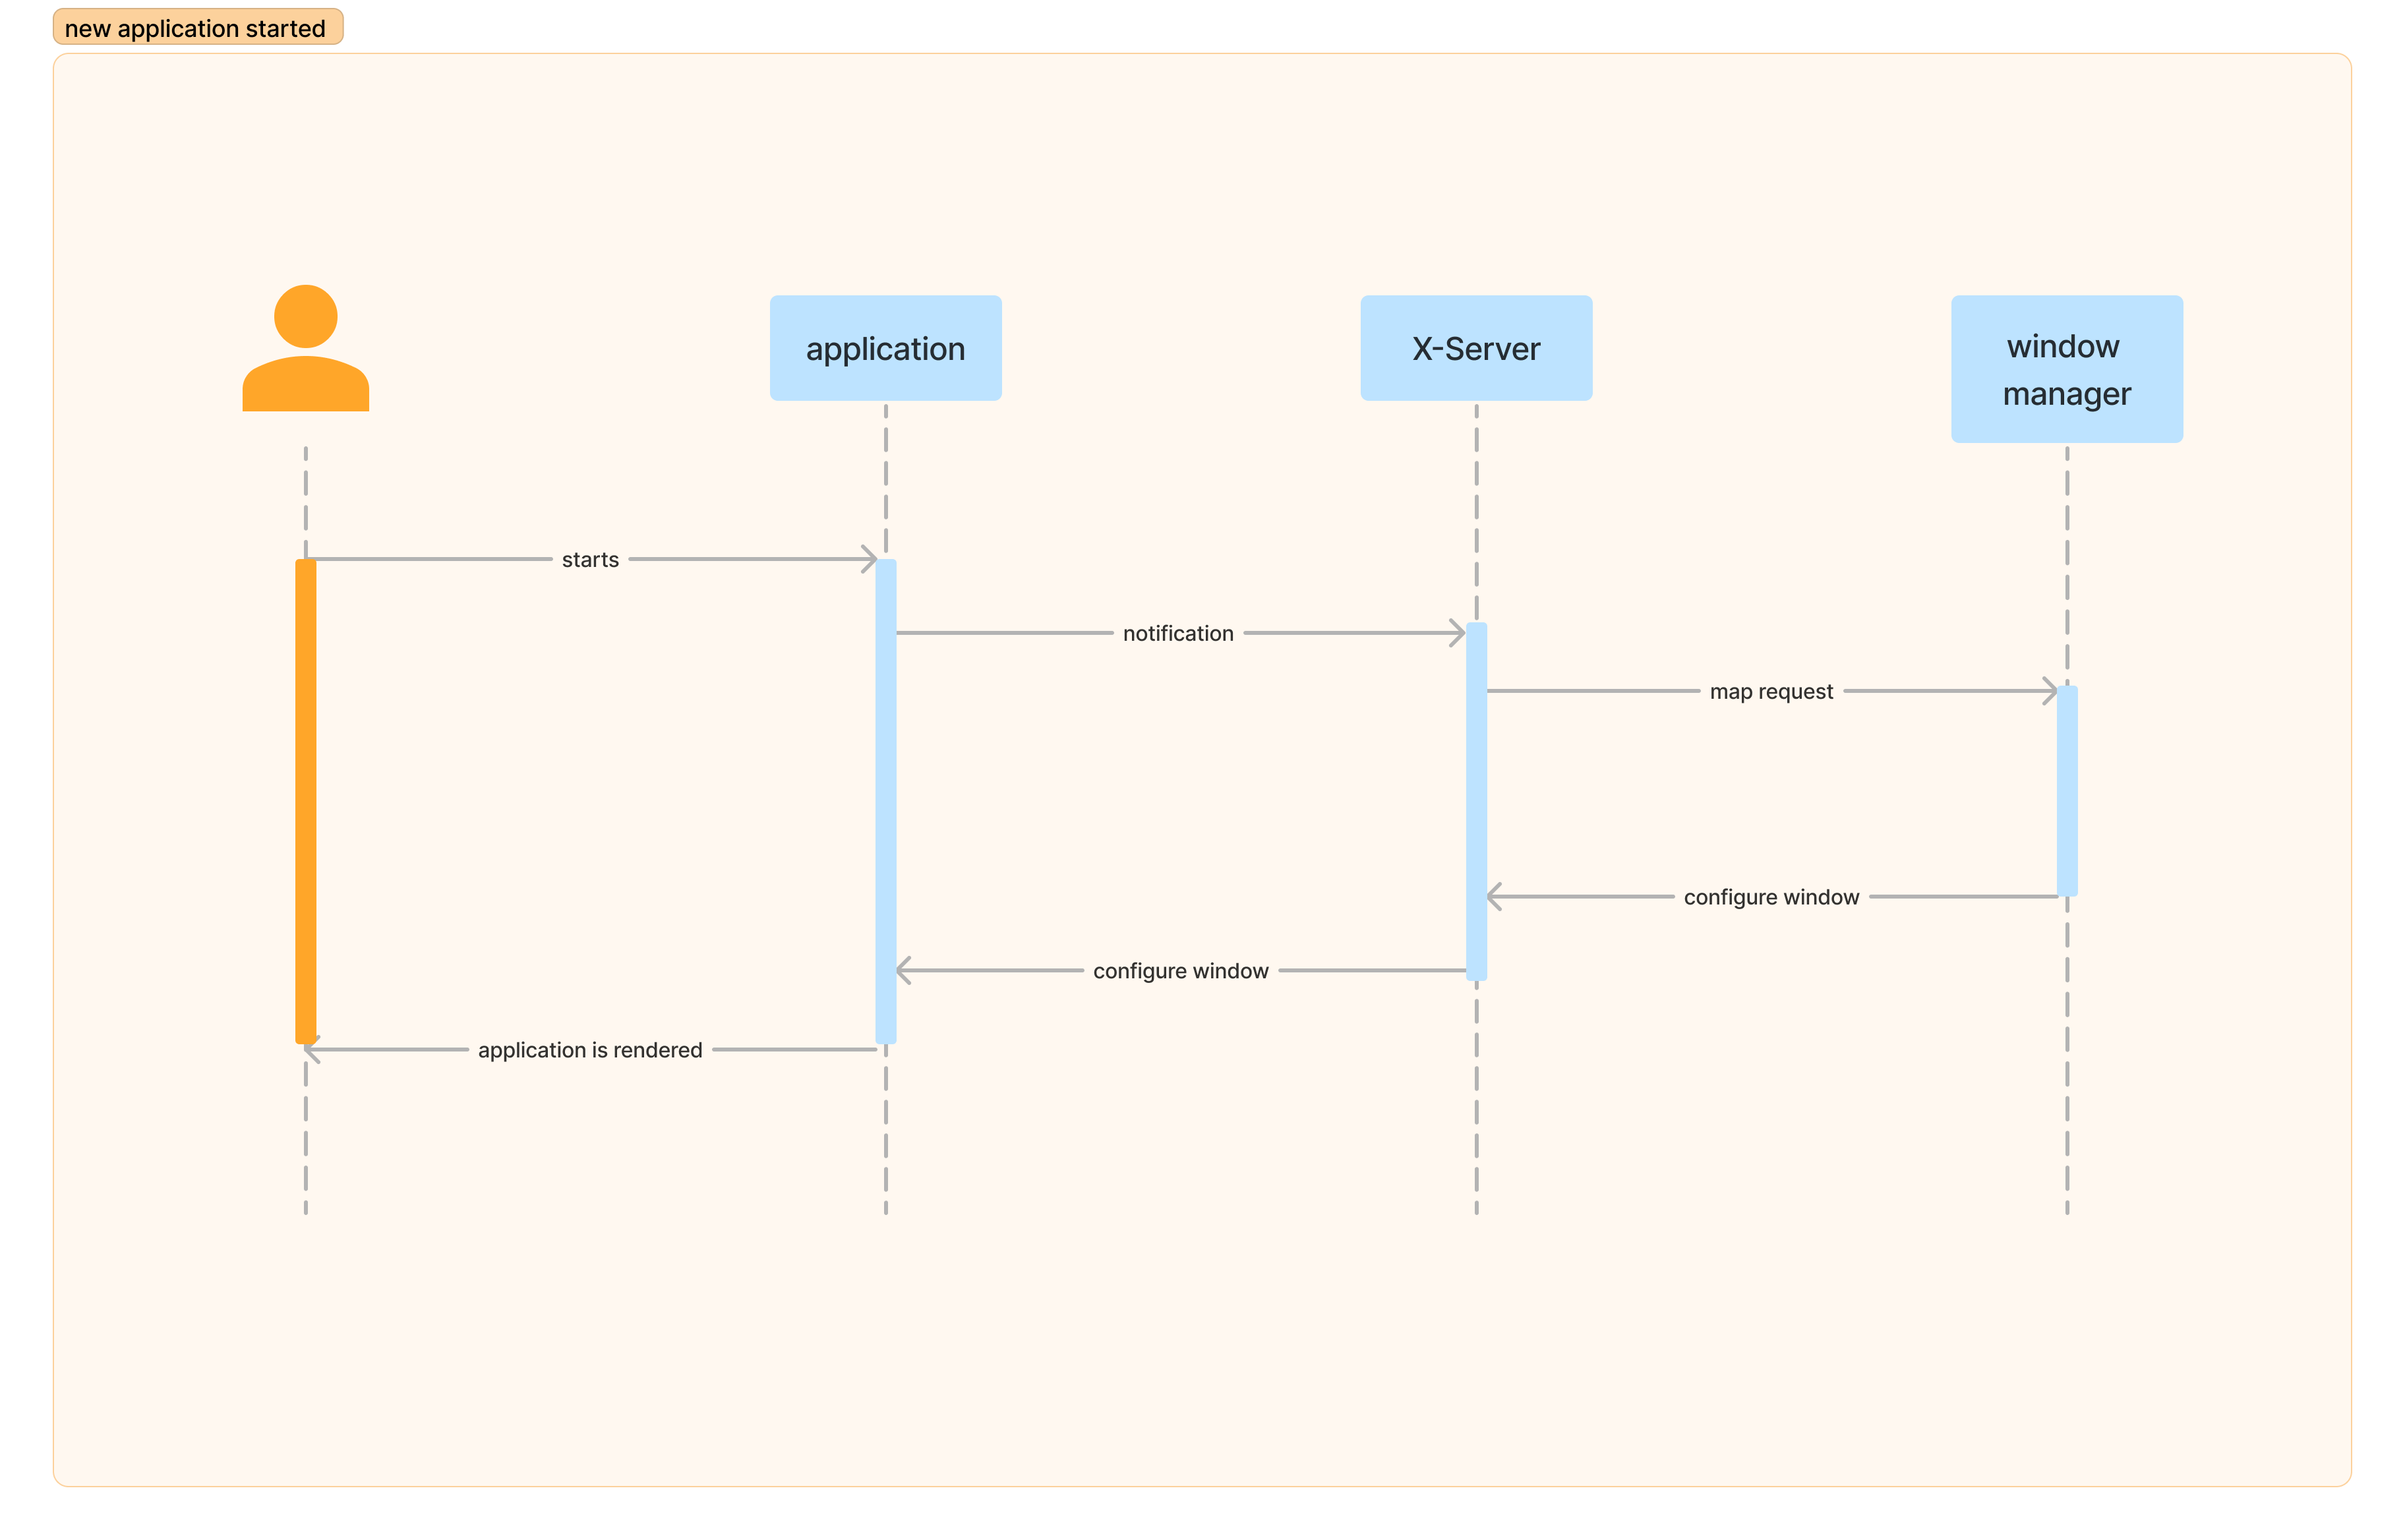 new application started
application
X-Server
window
manager
starts
notification
map request
configure window
configure window
application is rendered